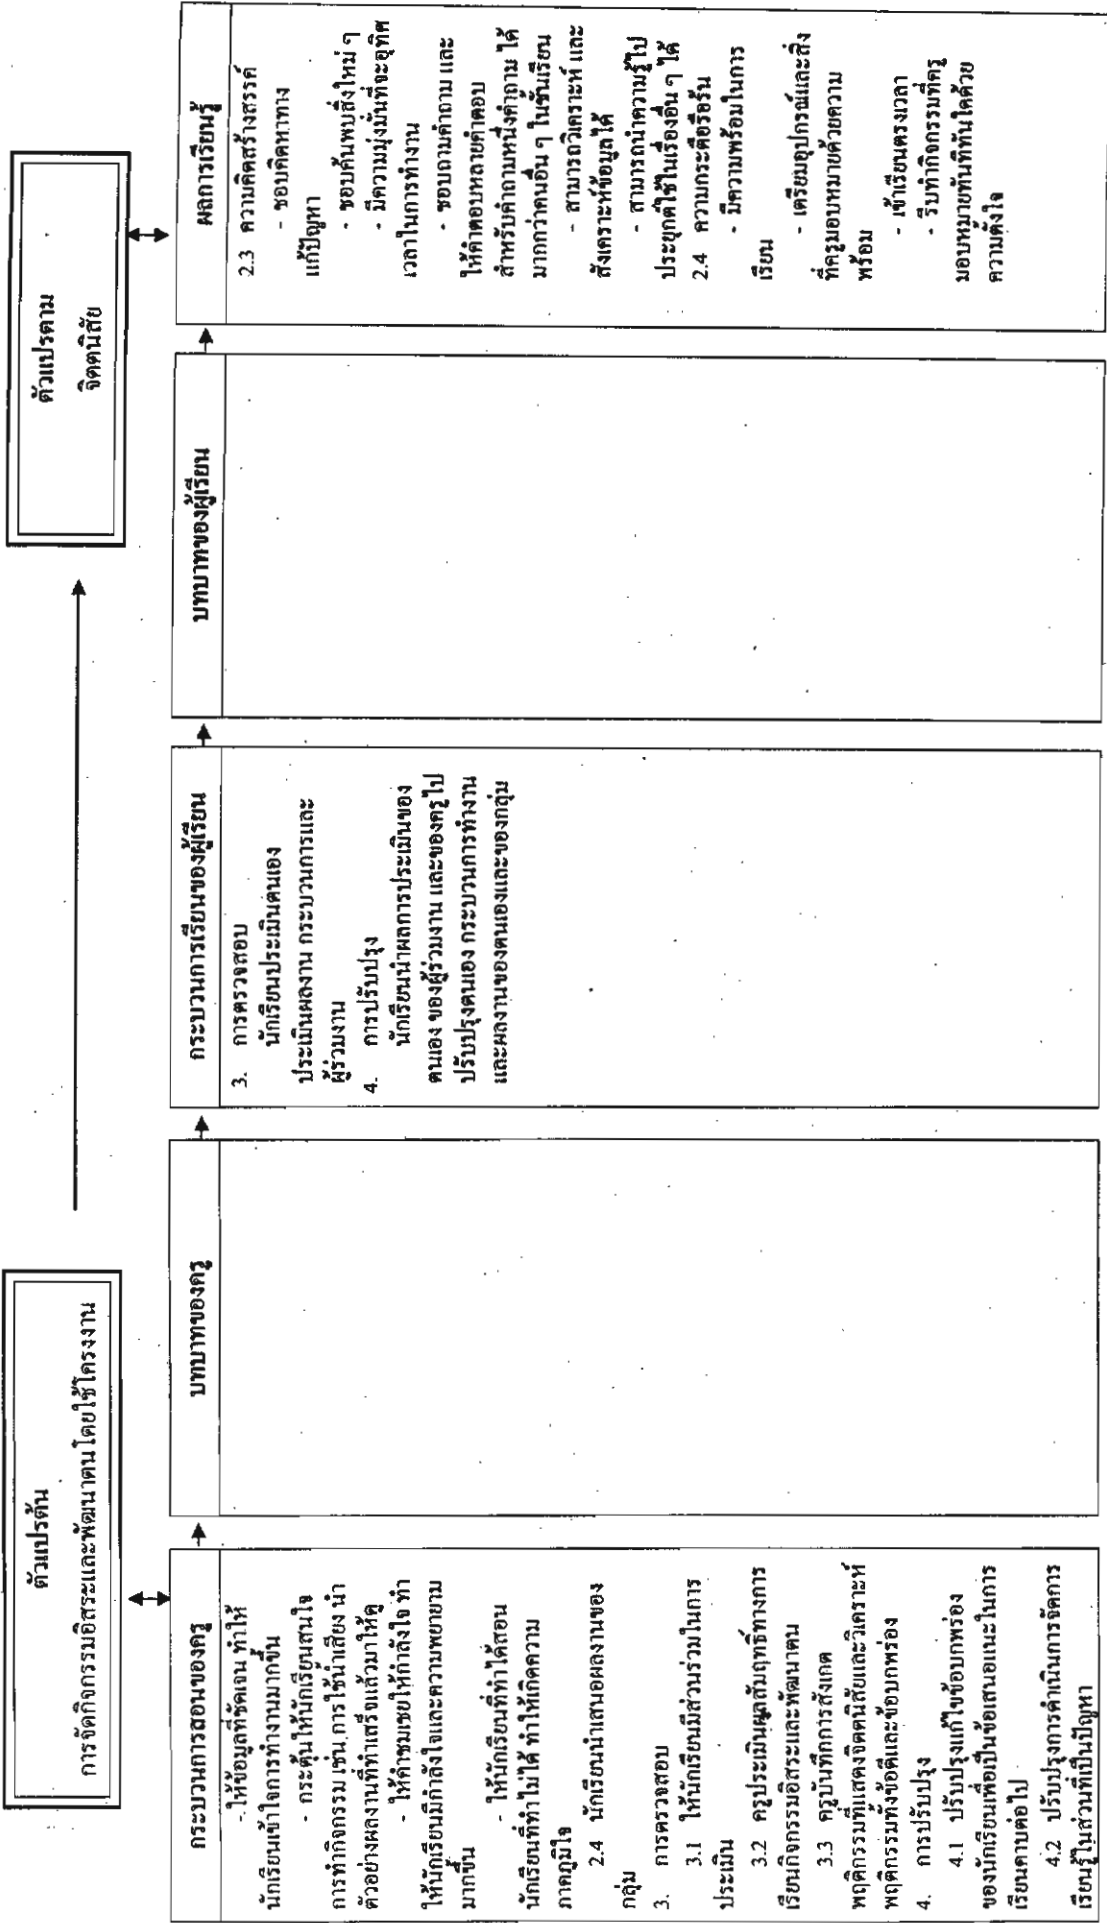 ตัวแปรต้น
การจัดกิจกรรมอิสระและพัฒนาตนโดยใช้โครงงาน
ตัวแปรตาม
จิตตนิสัย
กระบวนการสอนของครู
- ให้ข้อมูลที่ชัดเจน ทำให้
นักเรียนเข้าใจการทำงานมากขึ้น
- กระตุ้นให้นักเรียนสนใจ
การทำกิจกรรม เช่น การใช้น้ำเสียง นำ
ตัวอย่างผลงานที่ทำเสร็จแล้วมาให้ดู
- ให้คำชมเชยให้กำลังใจ ทำ
ให้นักเรียนมีกำลังใจและความพยายาม
มากขึ้น
- ให้นักเรียนที่ทำได้สอน
นักเรียนที่ทำไม่ได้ ทำให้เกิดความ
ภาคภูมิใจ
2.4 นักเรียนนำเสนอผลงานของ
กลุ่ม
3. การตรวจสอบ
3.1 ให้นักเรียนมีส่วนร่วมในการ
ประเมิน
3.2 ครูประเมินผลสัมฤทธิ์ทางการ
เรียนกิจกรรมอิสระและพัฒนาตน
3.3 ครูบันทึกการสังเกต
พฤติกรรมที่แสดงจิตตนิสัยและวิเคราะห์
พฤติกรรมทั้งข้อดีและข้อบกพร่อง
4. การปรับปรุง
4.1 ปรับปรุงแก้ไขข้อบกพร่อง
ของนักเรียนเพื่อเป็นข้อเสนอแนะในการ
เรียนคาบต่อไป
4.2 ปรับปรุงการดำเนินการจัดการ
เรียนรู้ในส่วนที่เป็นปัญหา
บทบาทของครู
กระบวนการเรียนของผู้เรียน
3. การตรวจสอบ
นักเรียนประเมินตนเอง
ประเมินผลงาน กระบวนการและ
ผู้ร่วมงาน
4. การปรับปรุง
นักเรียนนำผลการประเมินของ
ตนเอง ของผู้ร่วมงาน และของครูไป
ปรับปรุงตนเอง กระบวนการทำงาน
และผลงานของตนเองและของกลุ่ม
บทบาทของผู้เรียน
ผลการเรียนรู้
2.3 ความคิดสร้างสรรค์
- ชอบคิดหาทาง
แก้ปัญหา
- ชอบค้นพบสิ่งใหม่ ๆ
- มีความมุ่งมั่นที่จะอุทิศ
เวลาในการทำงาน
- ชอบถามคำถาม และ
ให้คำตอบหลายคำตอบ
สำหรับคำถามหนึ่งคำถาม ได้
มากกว่าคนอื่น ๆ ในชั้นเรียน
- สามารถวิเคราะห์ และ
สังเคราะห์ข้อมูลได้
- สามารถนำความรู้ไป
ประยุกต์ใช้ในเรื่องอื่น ๆ ได้
2.4 ความกระตือรือร้น
- มีความพร้อมในการ
เรียน
- เตรียมอุปกรณ์และสิ่ง
ที่ครูมอบหมายด้วยความ
พร้อม
- เข้าเรียนตรงเวลา
- รีบทำกิจกรรมที่ครู
มอบหมายทันทีทันใดด้วย
ความตั้งใจ